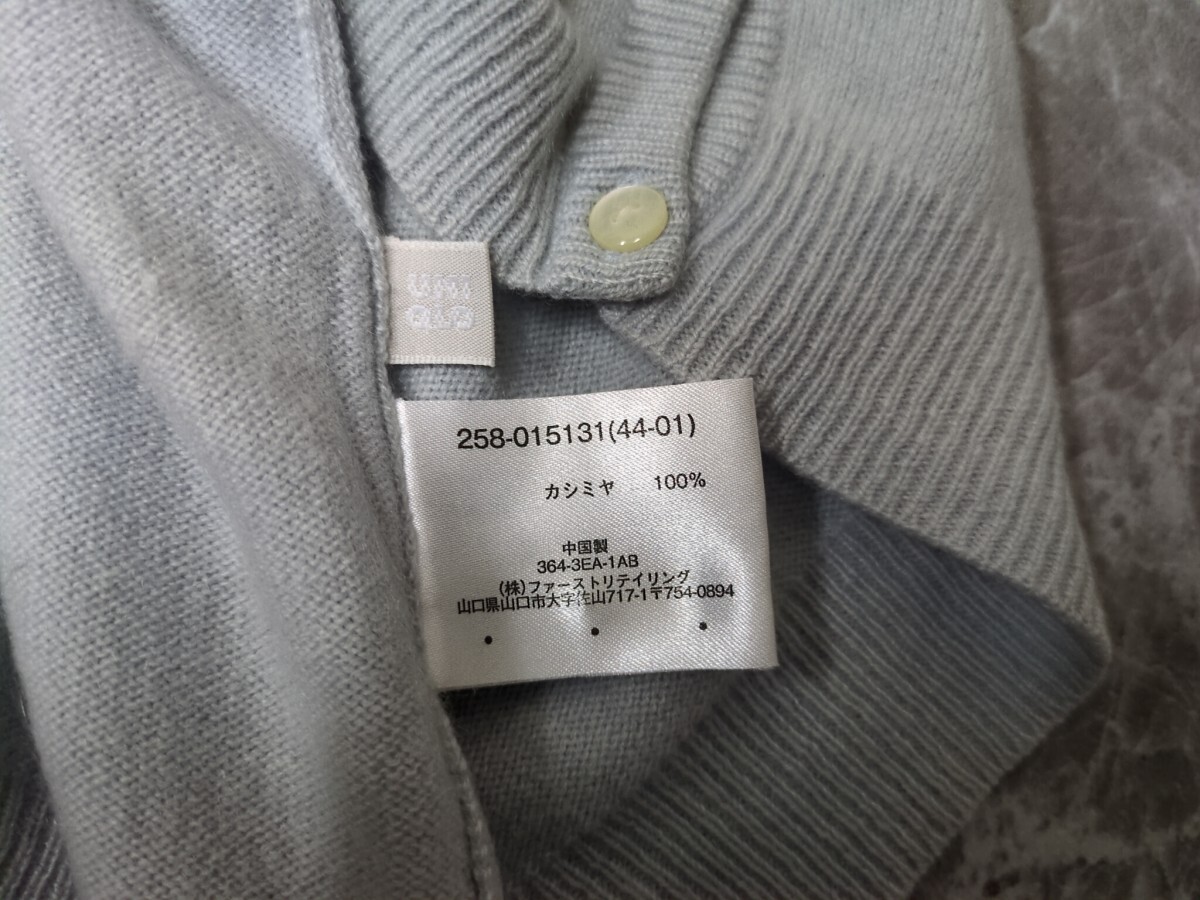 258-015131(44-01)
カシミヤ 100%
中国製
364-3EA-1AB
(株)ファーストリテイリング
山口県山口市大字佐山717-1〒754-0894